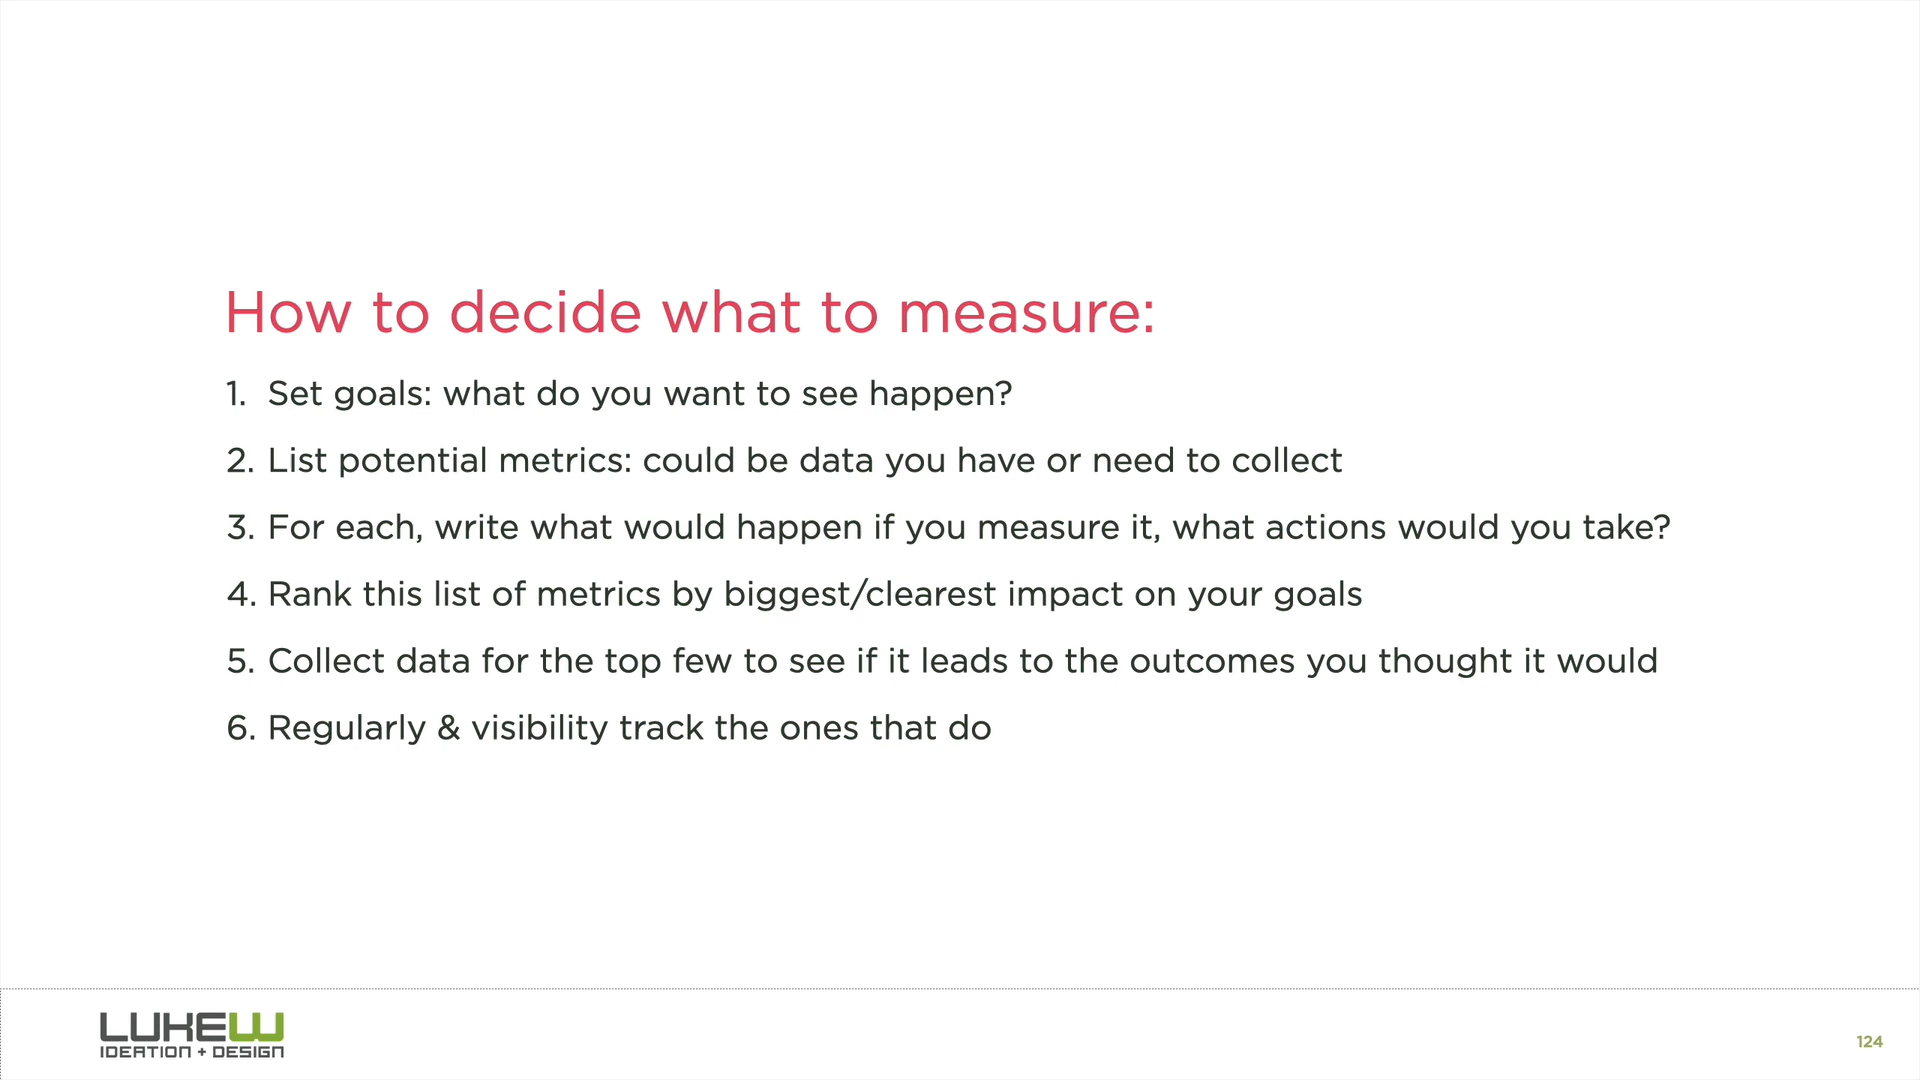 How to decide what to measure:
1. Set goals: what do you want to see happen?
2. List potential metrics: could be data you have or need to collect
3. For each, write what would happen if you measure it, what actions would you take?
4. Rank this list of metrics by biggest/clearest impact on your goals
5. Collect data for the top few to see if it leads to the outcomes you thought it would
6. Regularly & visibility track the ones that do
LUKEW
IDEATION + DESIGN
124